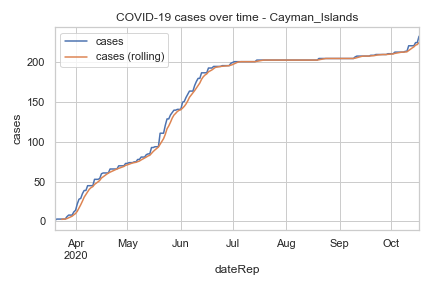 COVID-19 cases over time - Cayman_Islands
cases
cases (rolling)
200
150
100
50
0
cases
Apr
2020
May
Jun
Jul
Aug
Sep
Oct
dateRep